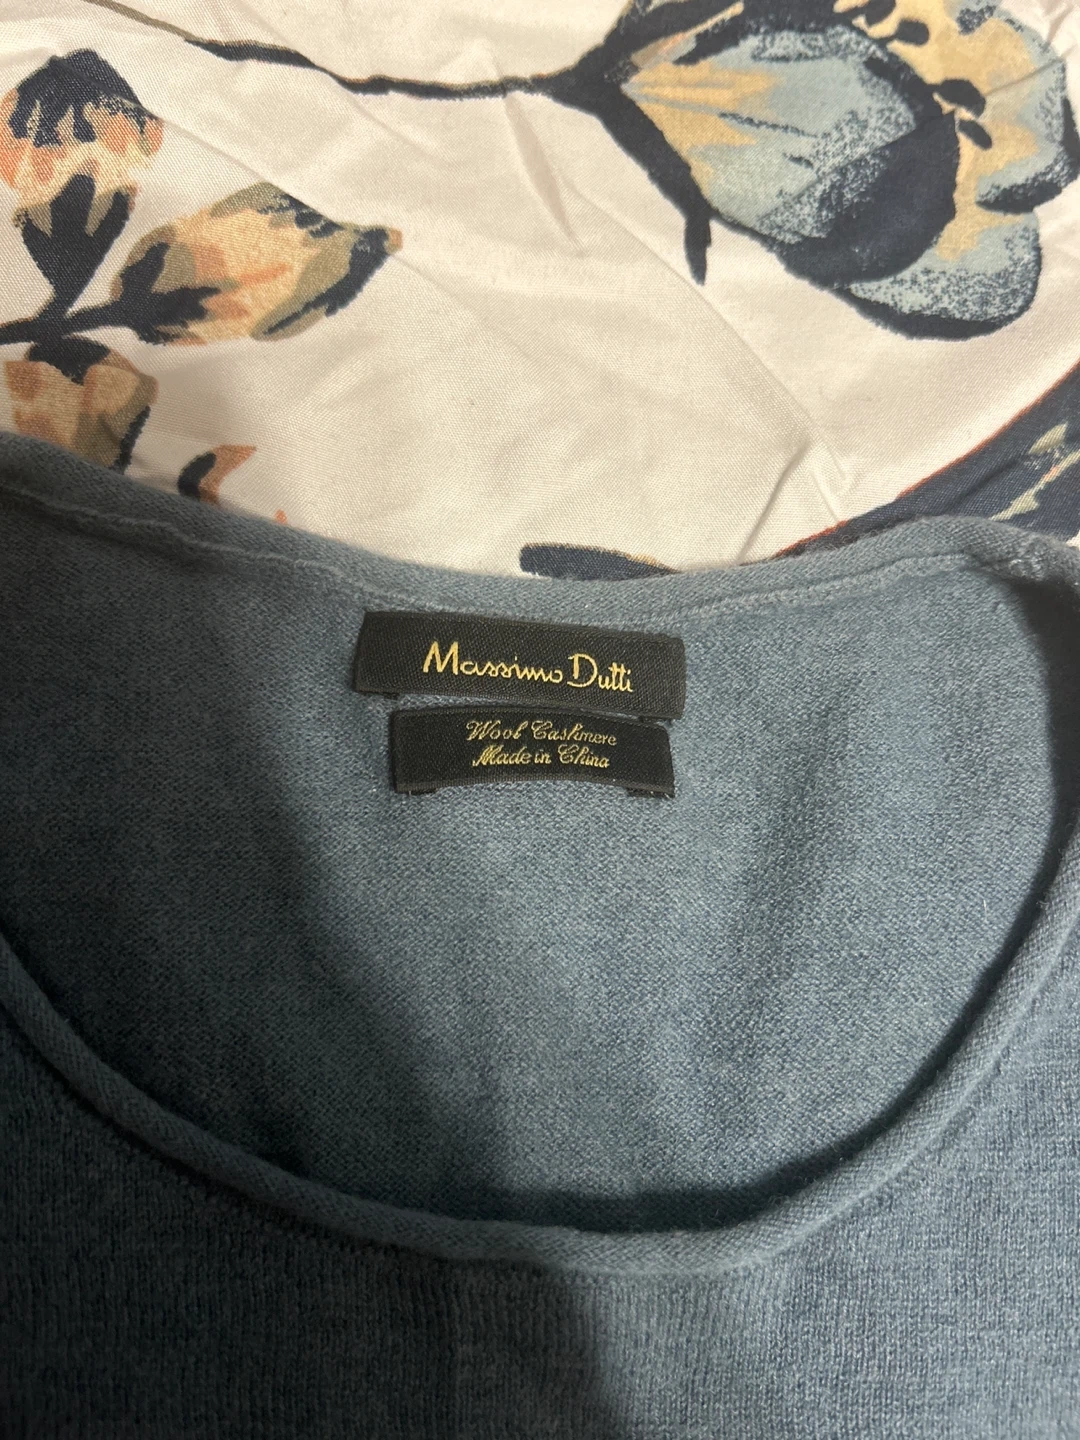 Massimo Dutti
Wool Cashmere
Made in China